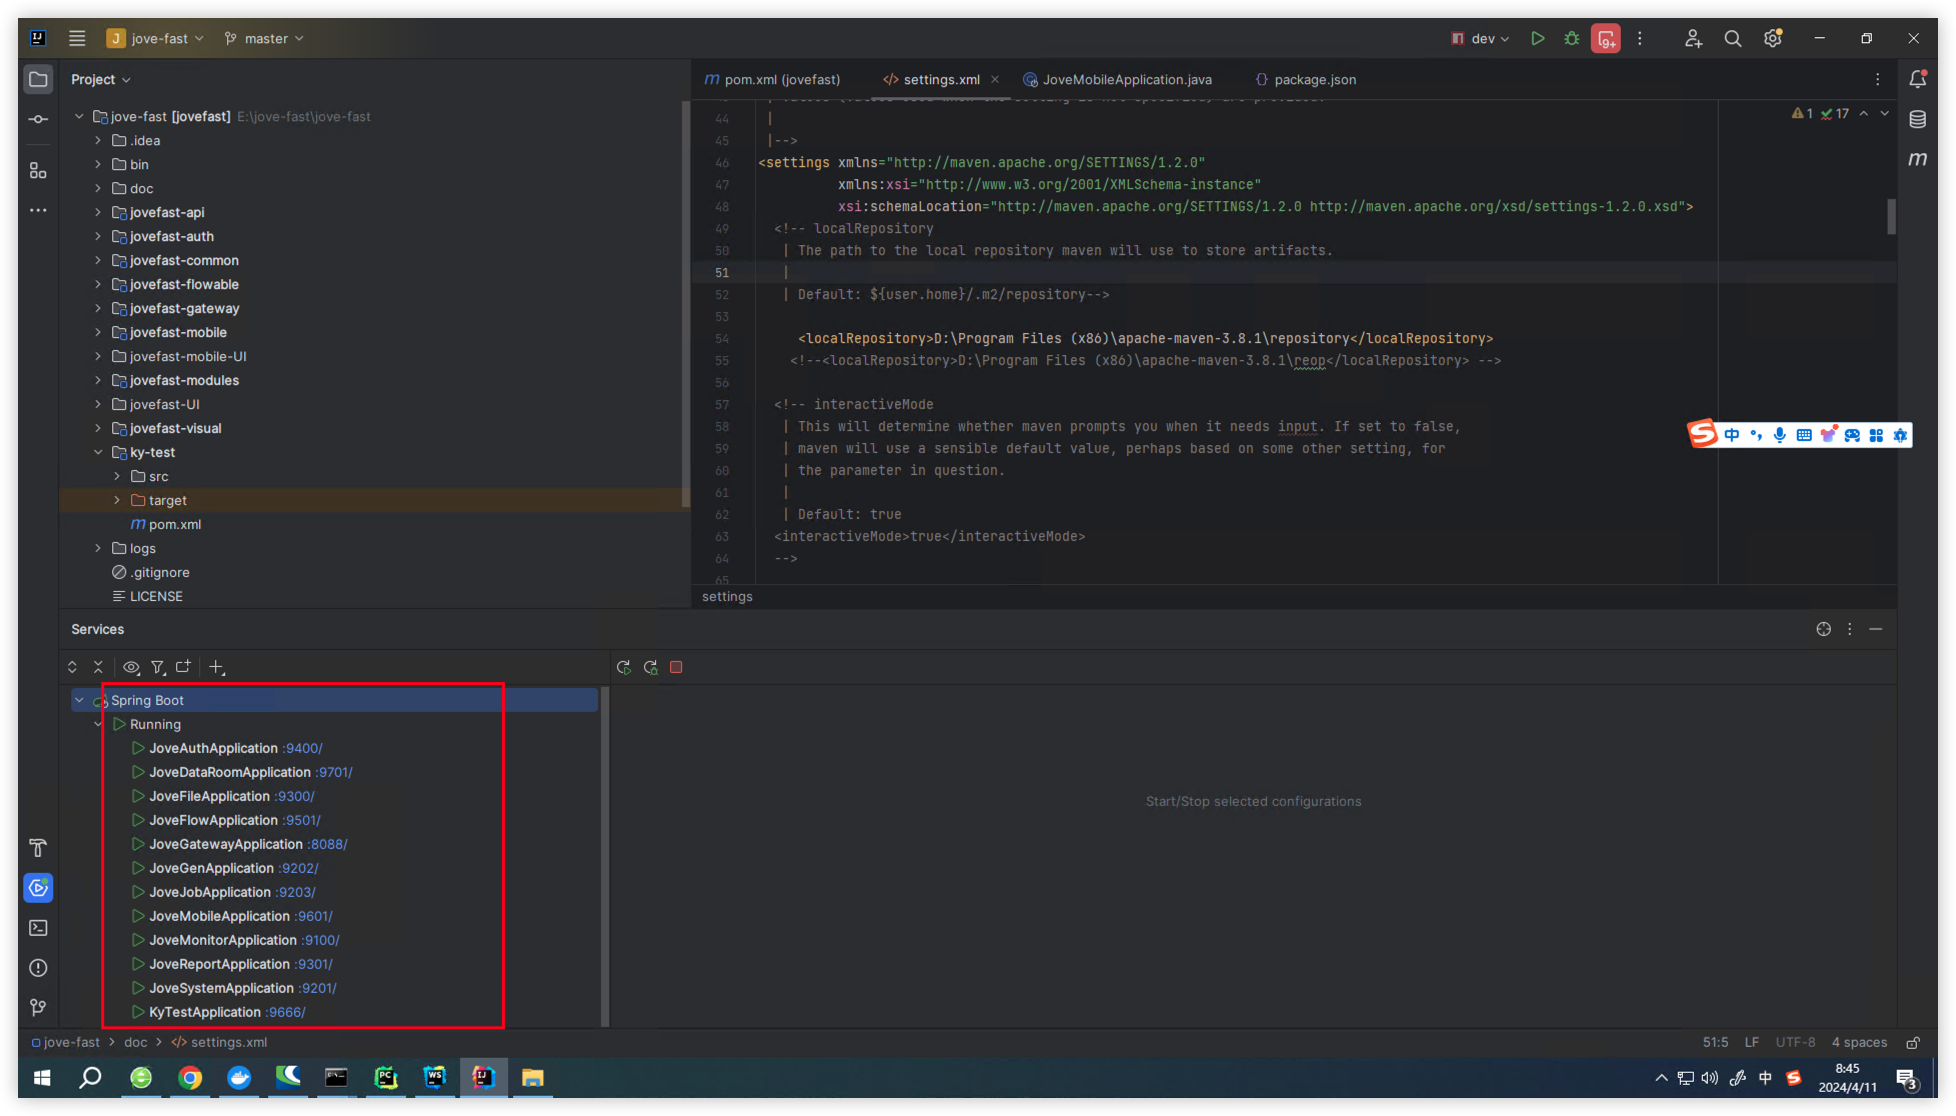 J jove-fast master
dev
Project
pom.xml (jovefast) settings.xml JoveMobileApplication.java package.json
jove-fast [jovefast] E:\jove-fast\jove-fast
.idea
bin
doc
jovefast-api
jovefast-auth
jovefast-common
jovefast-flowable
jovefast-gateway
jovefast-mobile
jovefast-mobile-UI
jovefast-modules
jovefast-UI
jovefast-visual
ky-test
src
target
pom.xml
logs
.gitignore
LICENSE
1 17
44 |
45 |-->
46 <settings xmlns="http://maven.apache.org/SETTINGS/1.2.0"
47 xmlns:xsi="http://www.w3.org/2001/XMLSchema-instance"
48 xsi:schemaLocation="http://maven.apache.org/SETTINGS/1.2.0 http://maven.apache.org/xsd/settings-1.2.0.xsd">
49 <!-- localRepository
50 | The path to the local repository maven will use to store artifacts.
51 |
52 | Default: ${user.home}/.m2/repository-->
53
54 <localRepository>D:\Program Files (x86)\apache-maven-3.8.1\repository</localRepository>
55 <!--<localRepository>D:\Program Files (x86)\apache-maven-3.8.1\reop</localRepository> -->
56
57 <!-- interactiveMode
58 | This will determine whether maven prompts you when it needs input. If set to false,
59 | maven will use a sensible default value, perhaps based on some other setting, for
60 | the parameter in question.
61 |
62 | Default: true
63 <interactiveMode>true</interactiveMode>
64 -->
65
settings
中
Services
Spring Boot
Running
JoveAuthApplication :9400/
JoveDataRoomApplication :9701/
JoveFileApplication :9300/
JoveFlowApplication :9501/
JoveGatewayApplication :8088/
JoveGenApplication :9202/
JoveJobApplication :9203/
JoveMobileApplication :9601/
JoveMonitorApplication :9100/
JoveReportApplication :9301/
JoveSystemApplication :9201/
KyTestApplication :9666/
Start/Stop selected configurations
jove-fast > doc > settings.xml
51:5 LF UTF-8 4 spaces
中
8:45
2024/4/11
3